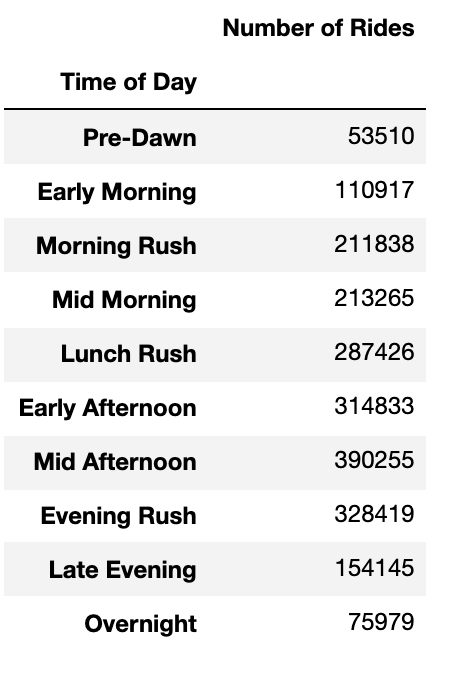 Number of Rides
Time of Day
Pre-Dawn 53510
Early Morning 110917
Morning Rush 211838
Mid Morning 213265
Lunch Rush 287426
Early Afternoon 314833
Mid Afternoon 390255
Evening Rush 328419
Late Evening 154145
Overnight 75979